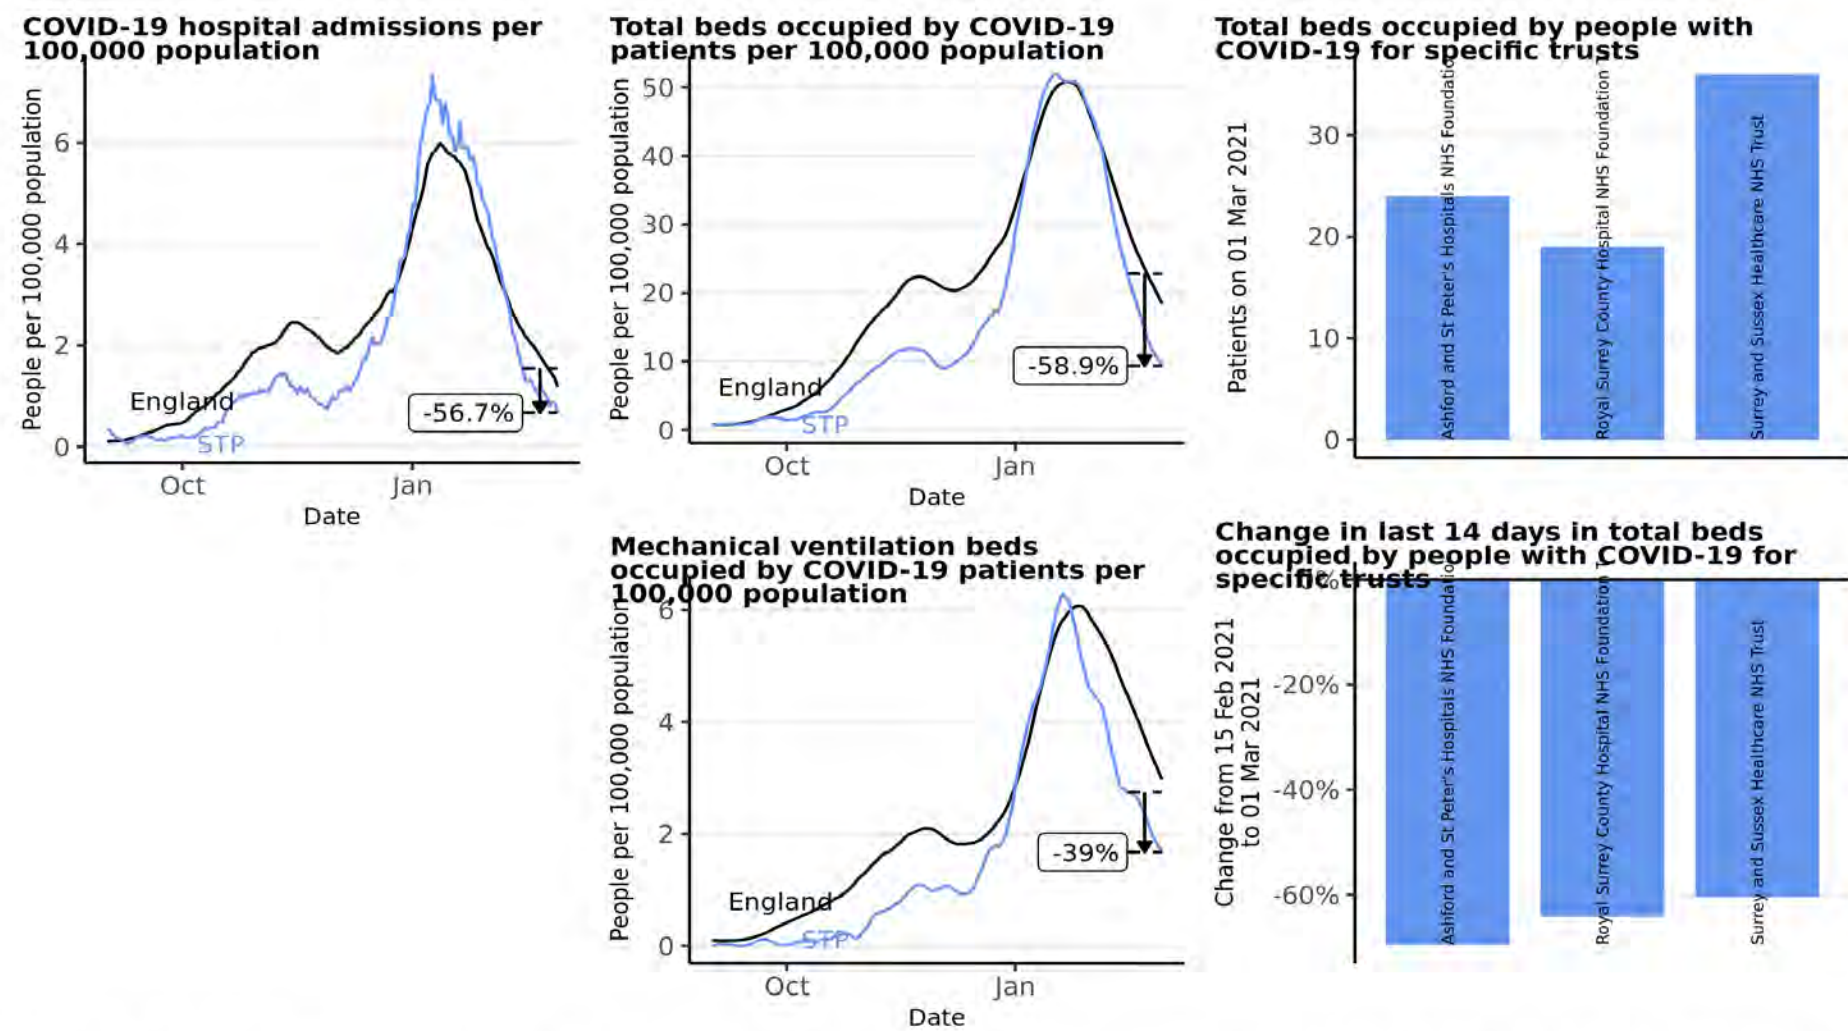 COVID-19 hospital admissions per
100,000 population
People per 100,000 population
6
4
2
0
England
STP
-56.7%
Oct
Jan
Date
Total beds occupied by COVID-19
patients per 100,000 population
People per 100,000 population
50
40
30
20
10
0
England
STP
-58.9%
Oct
Jan
Date
Total beds occupied by people with
COVID-19 for specific trusts
Patients on 01 Mar 2021
30
20
10
0
Ashford and St Peter's Hospitals NHS Foundatio
Royal Surrey County Hospital NHS Foundation T
Surrey and Sussex Healthcare NHS Trust
Mechanical ventilation beds
occupied by COVID-19 patients per
100,000 population
People per 100,000 population
6
4
2
0
England
STP
-39%
Oct
Jan
Date
Change in last 14 days in total beds
occupied by people with COVID-19 for
specific trusts
Change from 15 Feb 2021
to 01 Mar 2021
%
-20%
-40%
-60%
Ashford and St Peter's Hospitals NHS Foundatio
Royal Surrey County Hospital NHS Foundation T
Surrey and Sussex Healthcare NHS Trust